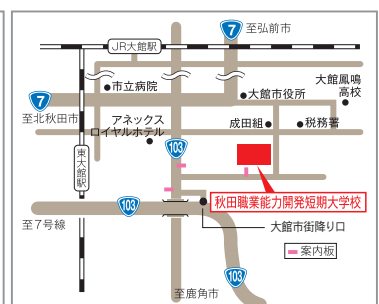 7
至弘前市
JR大館駅
7
市立病院
大館市役所
大館鳳鳴
高校
至北秋田市
アネックス
ロイヤルホテル
成田組
税務署
103
東大館駅
秋田職業能力開発短期大学校
103
至7号線
大館市街降り口
案内板
103
至鹿角市